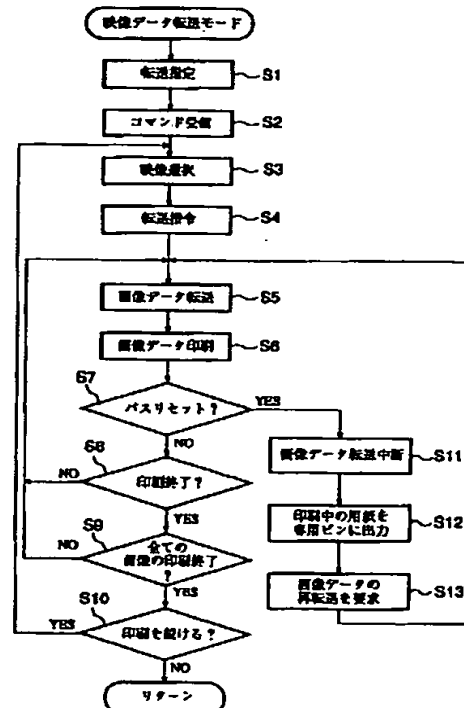 映像データ転送モード
転送指定
S1
コマンド受信
S2
映像選択
S3
転送指令
S4
画像データ転送
S5
画像データ印刷
S6
S7
バスリセット?
YES
NO
S8
印刷終了?
NO
YES
S9
全ての
画像の印刷終了
?
NO
YES
S10
印刷を続ける?
YES
NO
リターン
画像データ転送中断
S11
印刷中の用紙を
専用ビンに出力
S12
画像データの
再転送を要求
S13